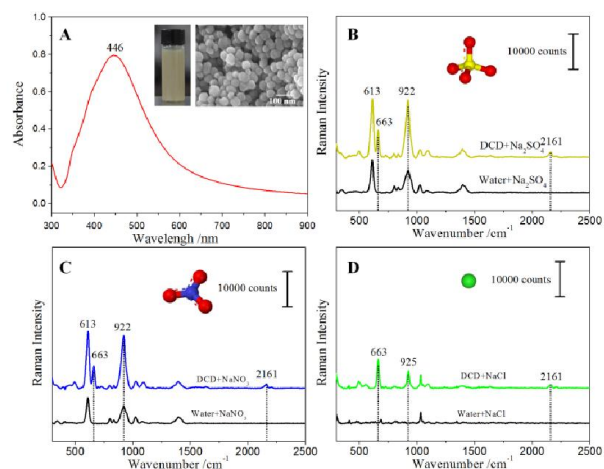 A
446
100 nm
Absorbance
1.0
0.8
0.6
0.4
0.2
0.0
300 400 500 600 700 800 900
Wavelengh /nm
B
10000 counts
613
922
663
DCD+Na2SO4
2161
Water+Na2SO4
Raman Intensity
500 1000 1500 2000 2500
Wavenumber /cm-1
C
10000 counts
613
922
663
DCD+NaNO3
2161
Water+NaNO3
Raman Intensity
500 1000 1500 2000 2500
Wavenumber /cm-1
D
10000 counts
663
925
DCD+NaCl
2161
Water+NaCl
Raman Intensity
500 1000 1500 2000 2500
Wavenumber /cm-1